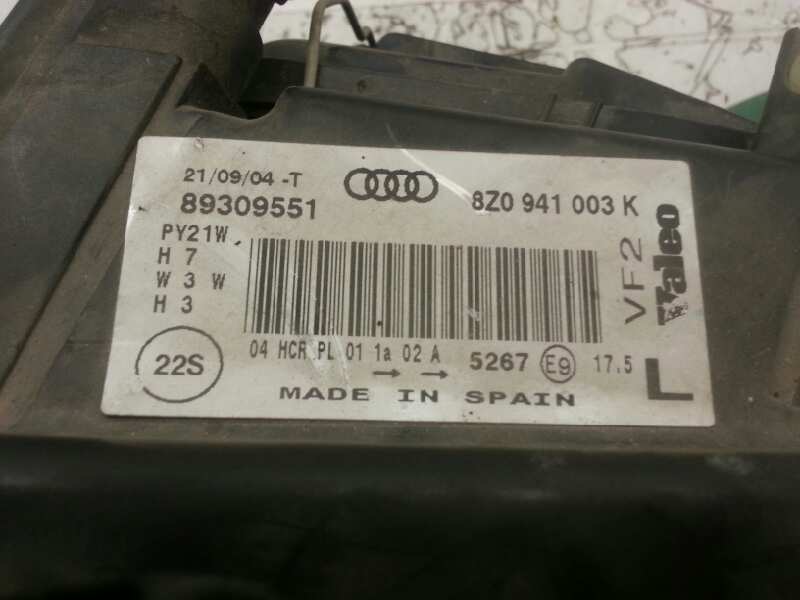 21/09/04 -T
8Z0 941 003 K
89309551
PY21W
H 7
W 3 W
H 3
22S
04 HCR PL 01 1a 02 A
5267 E9 17.5
MADE IN SPAIN
VF2
Valeo
L